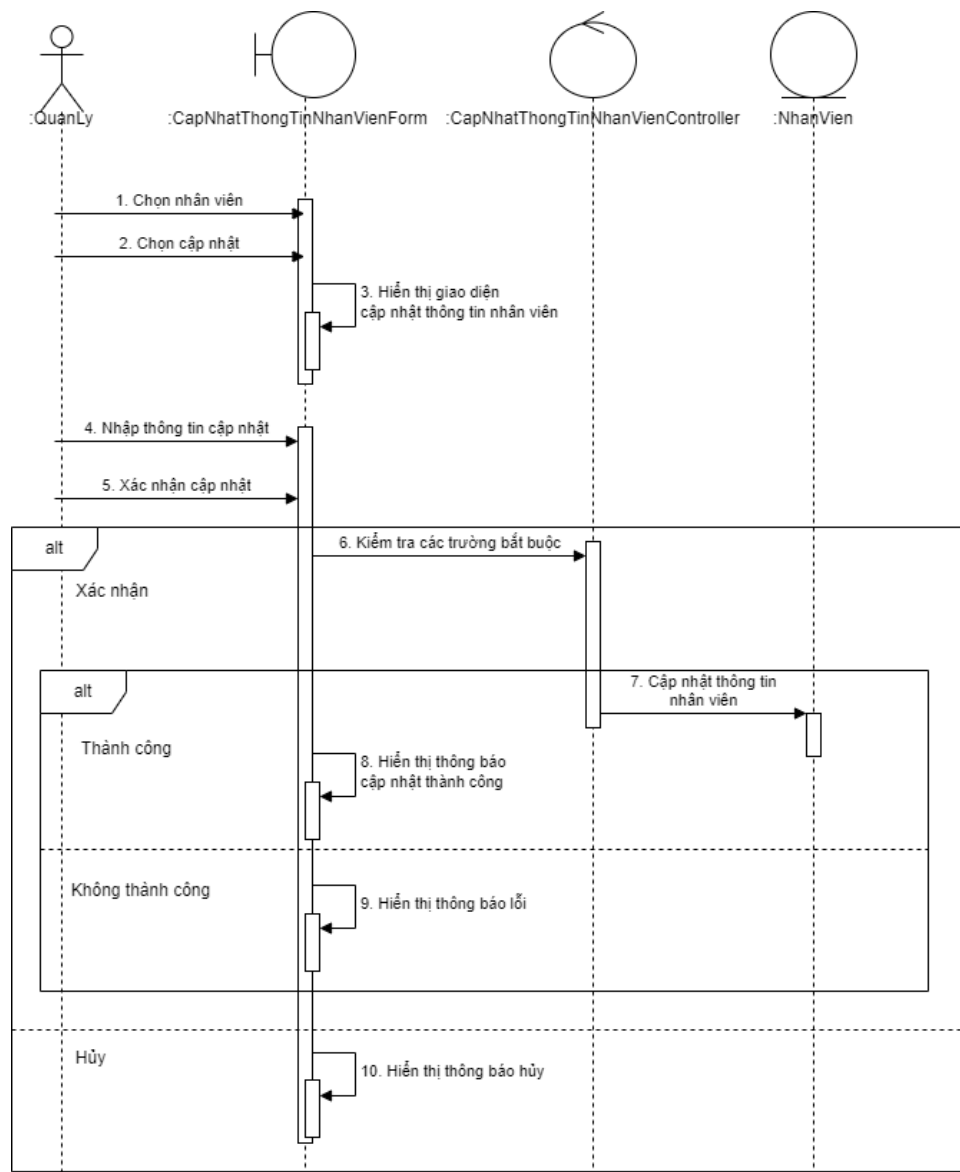 :QuanLy
:CapNhatThongTinNhanVienForm
:CapNhatThongTinNhanVienController
:NhanVien
1. Chọn nhân viên
2. Chọn cập nhật
3. Hiển thị giao diện
cập nhật thông tin nhân viên
4. Nhập thông tin cập nhật
5. Xác nhận cập nhật
alt
6. Kiểm tra các trường bắt buộc
Xác nhận
alt
7. Cập nhật thông tin
nhân viên
Thành công
8. Hiển thị thông báo
cập nhật thành công
Không thành công
9. Hiển thị thông báo lỗi
Hủy
10. Hiển thị thông báo hủy